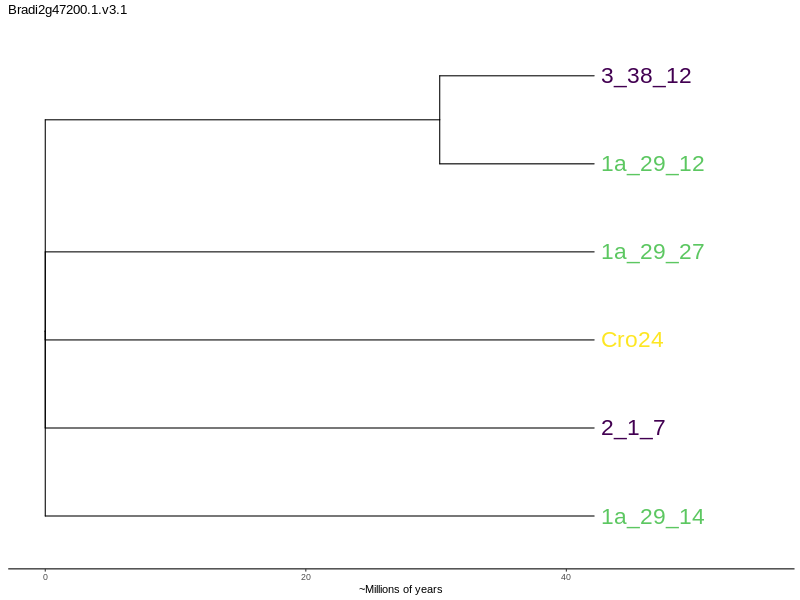 Bradi2g47200.1.v3.1
3_38_12
1a_29_12
1a_29_27
Cro24
2_1_7
1a_29_14
0 20 40
~Millions of years